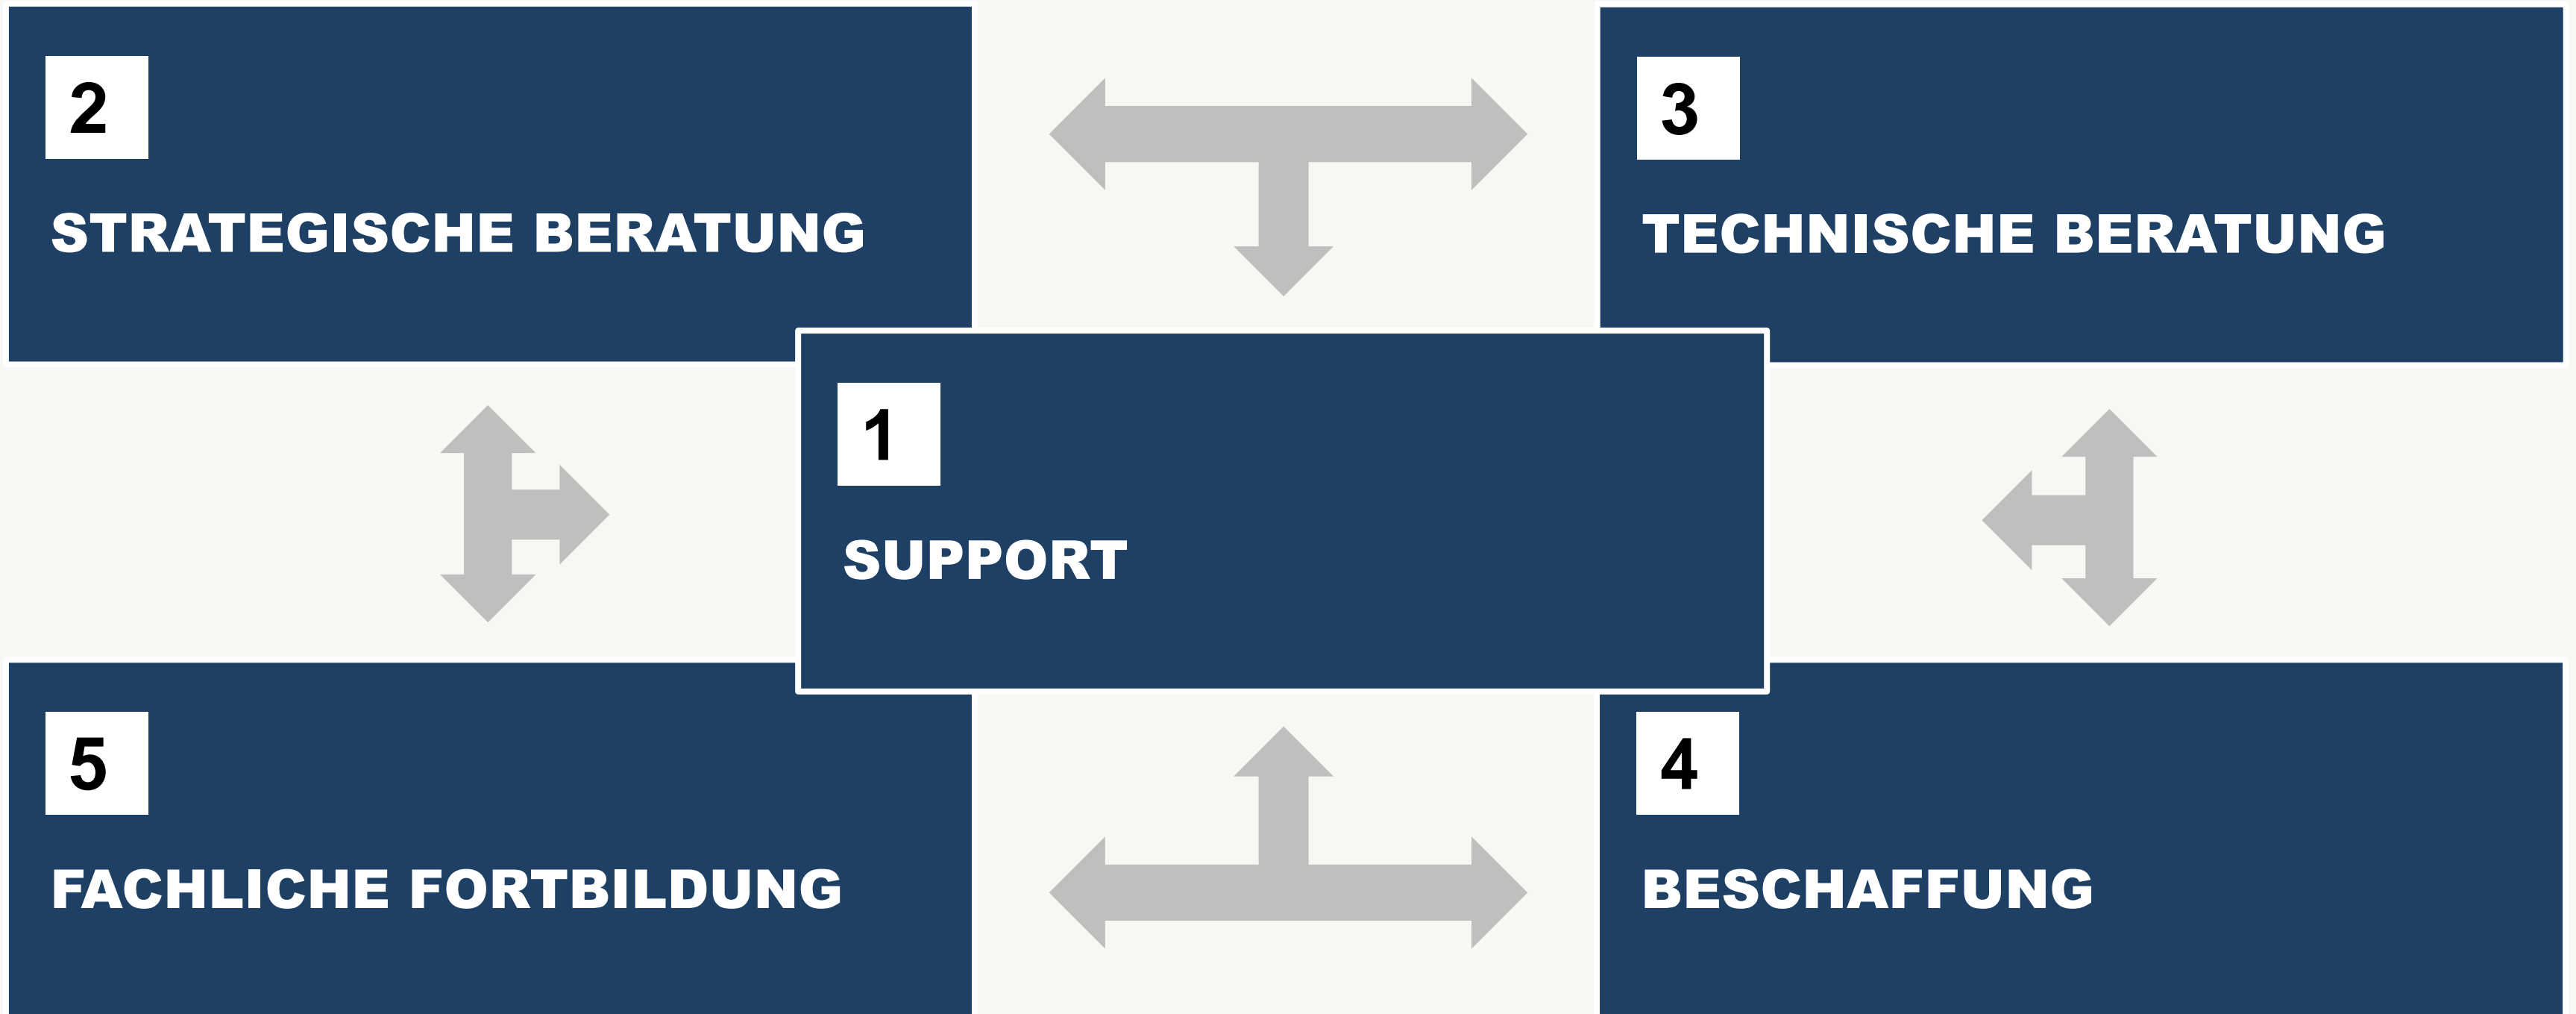 2
STRATEGISCHE BERATUNG
3
TECHNISCHE BERATUNG
1
SUPPORT
5
FACHLICHE FORTBILDUNG
4
BESCHAFFUNG